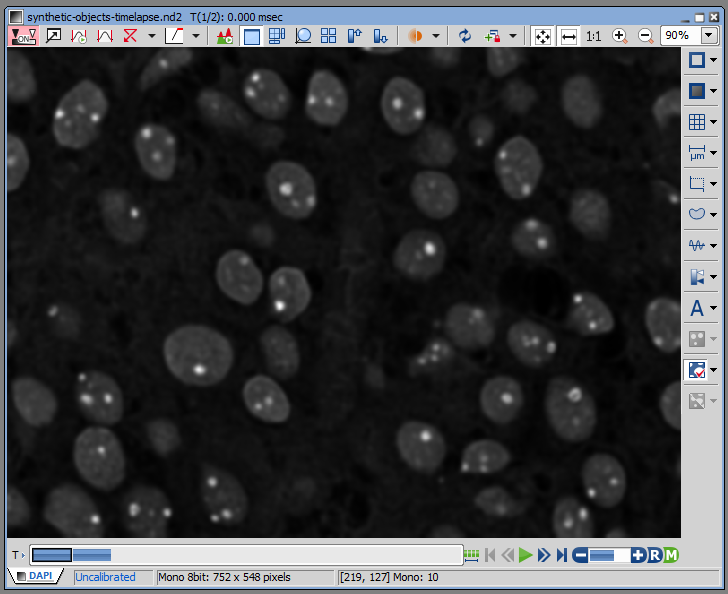 synthetic-objects-timelapse.nd2 T(1/2): 0.000 msec
ON 1:1 90%
µm
A
T
R M
DAPI Uncalibrated Mono 8bit: 752 x 548 pixels [219, 127] Mono: 10